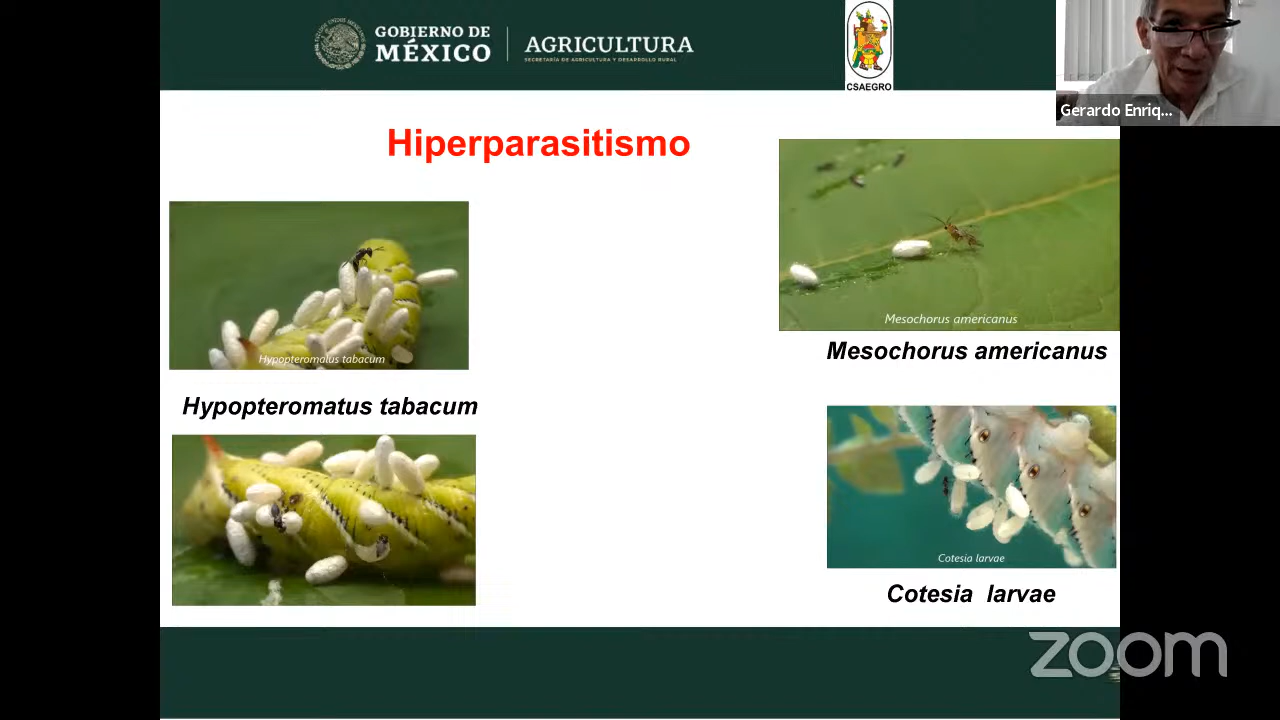 GOBIERNO DE
MÉXICO
AGRICULTURA
SECRETARÍA DE AGRICULTURA Y DESARROLLO RURAL
CSAEGRO
Gerardo Enriq...
Hiperparasitismo
Hypopteromalus tabacum
Hypopteromatus tabacum
Mesochorus americanus
Mesochorus americanus
Cotesia larvae
Cotesia larvae
zoom